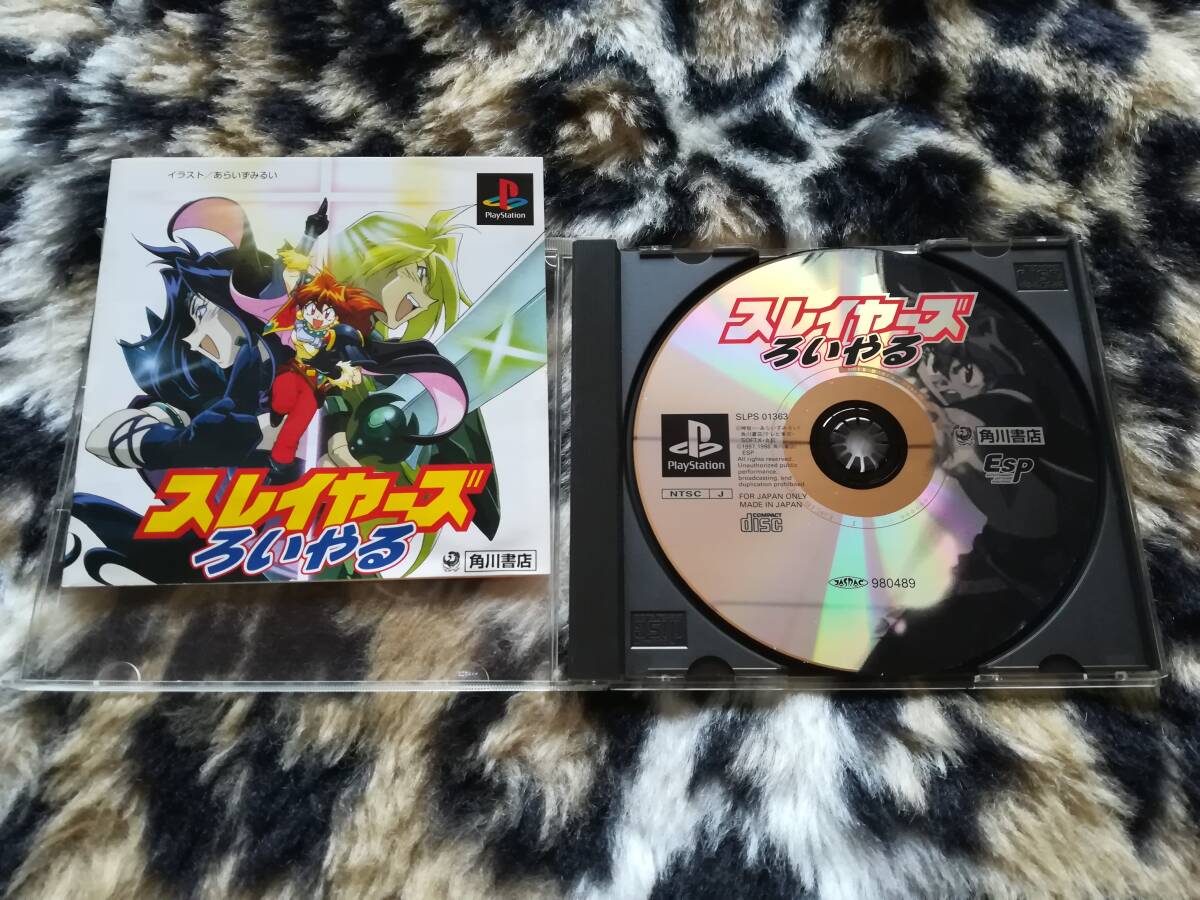 イラスト/あらいずみるい
PlayStation
スレイヤーズ
ろいやる
角川書店
スレイヤーズ
ろいやる
SLPS 01363
ESP
All rights reserved.
Unauthorized public
performance,
broadcasting, and
duplication prohibited.
PlayStation
NTSC J
FOR JAPAN ONLY
MADE IN JAPAN
COMPACT
disc
角川書店
ESP
JASRAC 980489